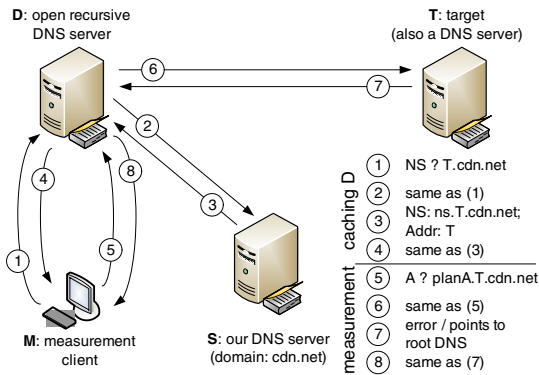 D: open recursive
DNS server
T: target
(also a DNS server)
6
7
2
4
8
3
5
1
M: measurement
client
S: our DNS server
(domain: cdn.net)
caching D
1 NS ? T.cdn.net
2 same as (1)
3 NS: ns.T.cdn.net;
Addr: T
4 same as (3)
measurement
5 A ? planA.T.cdn.net
6 same as (5)
7 error / points to
root DNS
8 same as (7)